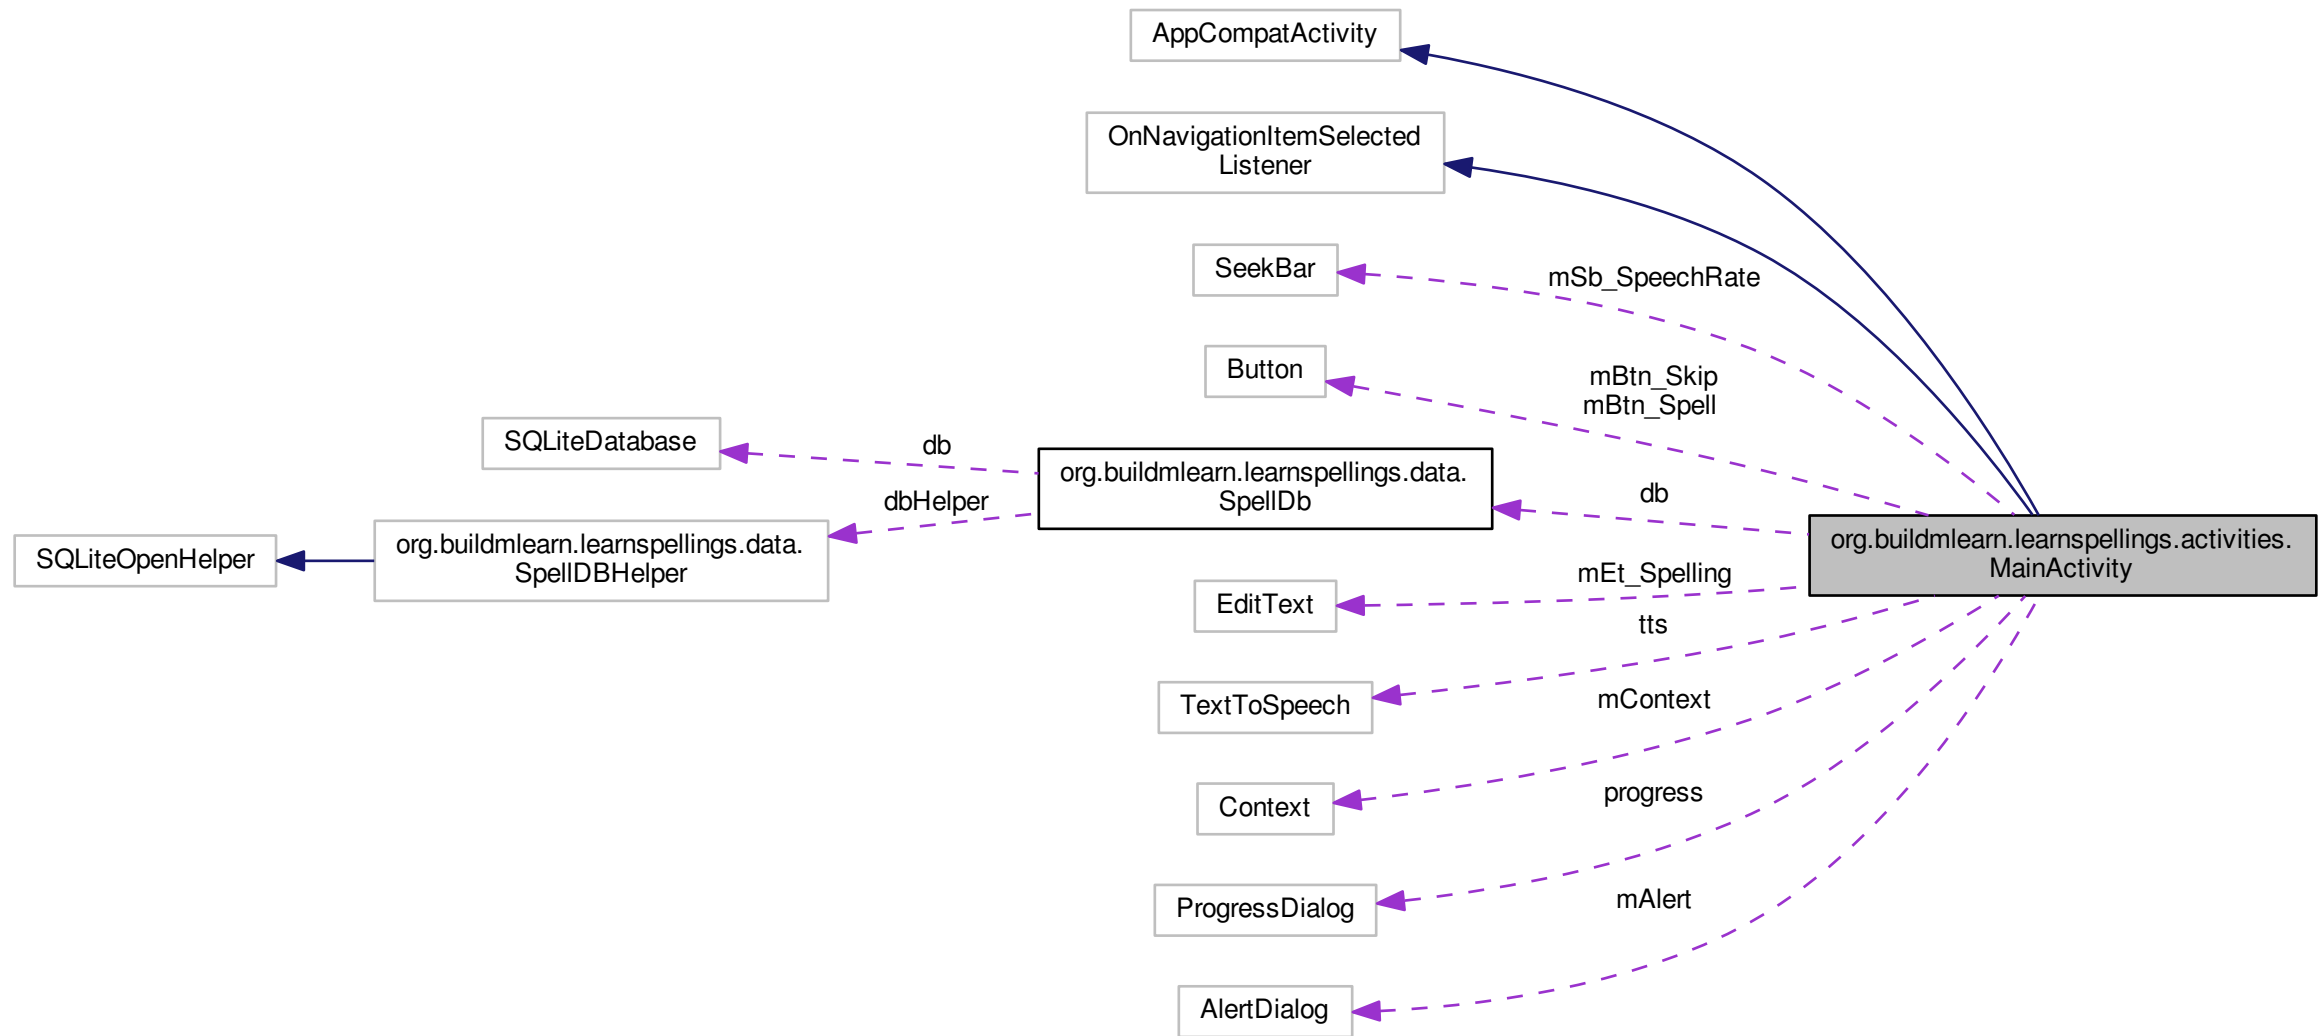 AppCompatActivity
OnNavigationItemSelected
Listener
SeekBar
mSb_SpeechRate
Button
mBtn_Skip
mBtn_Spell
SQLiteDatabase
db
org.buildmlearn.learnspellings.data.
SpellDb
db
dbHelper
SQLiteOpenHelper
org.buildmlearn.learnspellings.data.
SpellDBHelper
org.buildmlearn.learnspellings.activities.
MainActivity
EditText
mEt_Spelling
tts
TextToSpeech
mContext
Context
progress
ProgressDialog
mAlert
AlertDialog